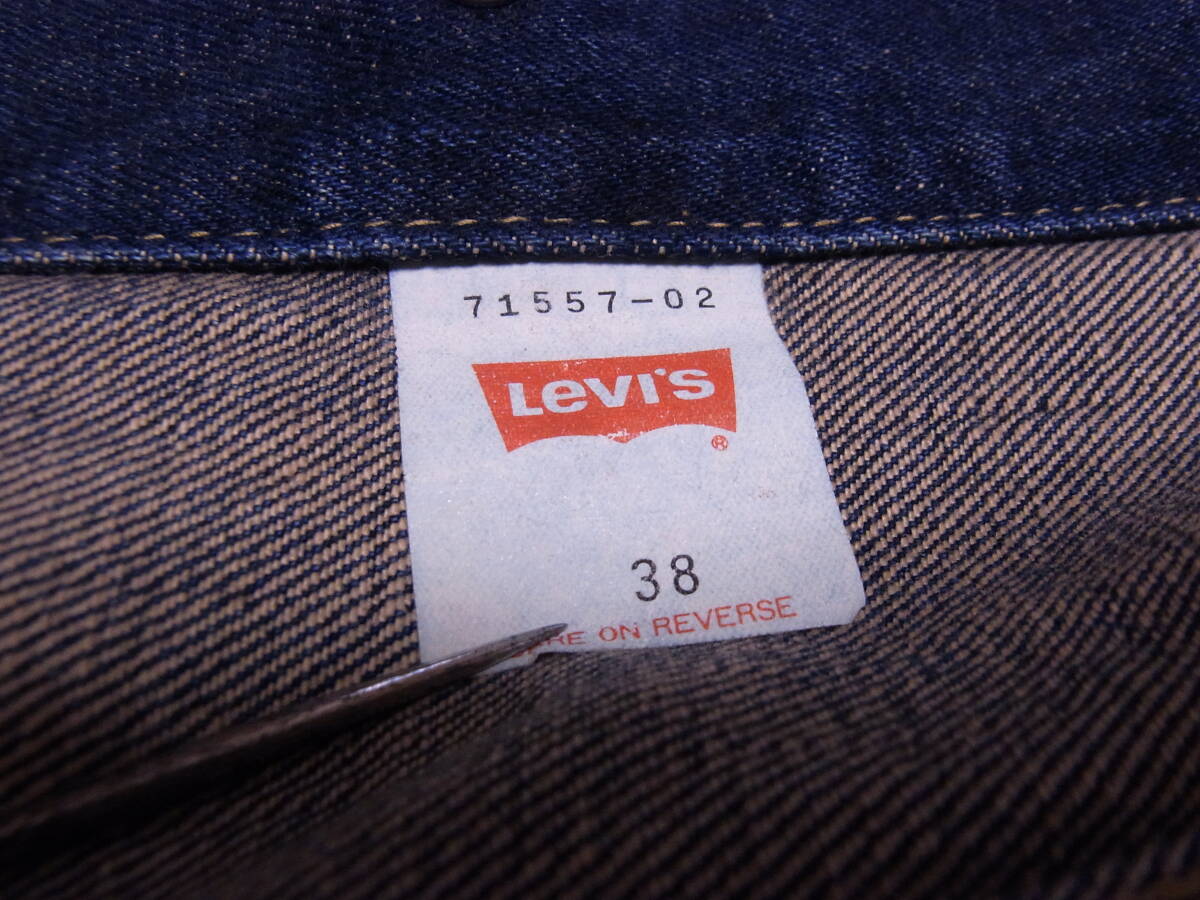 71557-02
Levi's
®
38
ON REVERSE